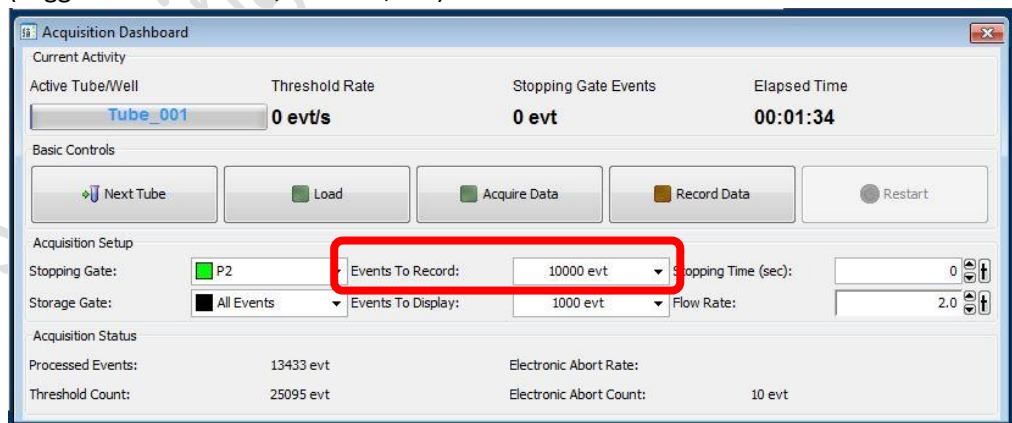 Acquisition Dashboard
Current Activity
Active Tube/Well Threshold Rate Stopping Gate Events Elapsed Time
Tube_001 0 evt/s 0 evt 00:01:34
Basic Controls
Next Tube Load Acquire Data Record Data Restart
Acquisition Setup
Stopping Gate: P2 Events To Record: 10000 evt Stopping Time (sec): 0
Storage Gate: All Events Events To Display: 1000 evt Flow Rate: 2.0
Acquisition Status
Processed Events: 13433 evt Electronic Abort Rate:
Threshold Count: 25095 evt Electronic Abort Count: 10 evt